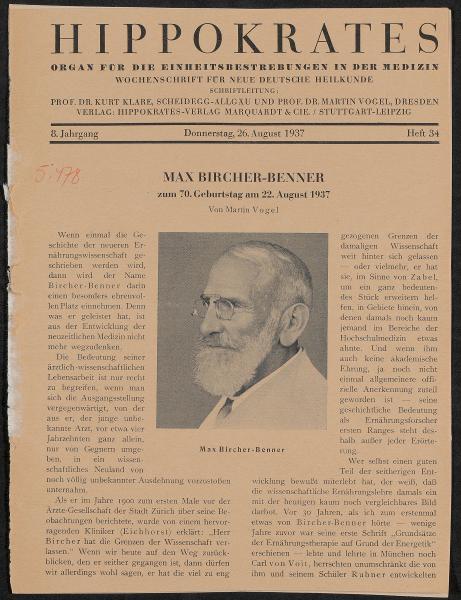 HIPPOKRATES
ORGAN FÜR DIE EINHEITSBESTREBUNGEN IN DER MEDIZIN
WOCHENSCHRIFT FÜR NEUE DEUTSCHE HEILKUNDE
SCHRIFTLEITUNG:
PROF. DR. KURT KLARE, SCHEIDEGG-ALLGÄU UND PROF. DR. MARTIN VOGEL, DRESDEN
VERLAG: HIPPOKRATES-VERLAG MARQUARDT & CIE. / STUTTGART-LEIPZIG
8. Jahrgang Donnerstag, 26. August 1937 Heft 34
5:178
MAX BIRCHER-BENNER
zum 70. Geburtstag am 22. August 1937
Von Martin Vogel
Wenn einmal die Ge-
schichte der neueren Er-
nährungswissenschaft ge-
schrieben werden wird,
dann wird der Name
Bircher-Benner darin
einen besonders ehrenvol-
len Platz einnehmen. Denn
was er geleistet hat, ist
aus der Entwicklung der
neuzeitlichen Medizin nicht
mehr wegzudenken.
Die Bedeutung seiner
ärztlich-wissenschaftlichen
Lebensarbeit ist nur recht
zu begreifen, wenn man
sich die Ausgangsstellung
vergegenwärtigt, von der
aus er, der junge unbe-
kannte Arzt, vor etwa vier
Jahrzehnten ganz allein,
nur von Gegnern umge-
ben, in ein wissen-
schaftliches Neuland von
noch völlig unbekannter Ausdehnung vorzustoßen
unternahm.
Als er im Jahre 1900 zum ersten Male vor der
Ärzte-Gesellschaft der Stadt Zürich über seine Be-
obachtungen berichtete, wurde von einem hervor-
ragenden Kliniker (Eichhorst) erklärt: „Herr
Bircher hat die Grenzen der Wissenschaft ver-
lassen." Wenn wir heute auf den Weg zurück-
blicken, den er seither gegangen ist, dann dürfen
wir allerdings wohl sagen, er hat die viel zu eng
Max Bircher-Benner
gezogenen Grenzen der
damaligen Wissenschaft
weit hinter sich gelassen
— oder vielmehr, er hat
sie, im Sinne von Zabel,
um ein ganz bedeuten-
des Stück erweitern hel-
fen, in Gebiete hinein, von
denen damals noch kaum
jemand im Bereiche der
Hochschulmedizin etwas
ahnte. Und wenn ihm
auch keine akademische
Ehrung, ja noch nicht
einmal allgemeinere offi-
zielle Anerkennung zuteil
geworden ist — seine
geschichtliche Bedeutung
als Ernährungsforscher
ersten Ranges steht des-
halb außer jeder Erörte-
rung.
Wer selbst einen guten
Teil der seitherigen Ent-
wicklung bewußt miterlebt hat, der weiß, daß
die wissenschaftliche Ernährungslehre damals ein
mit der heutigen kaum noch vergleichbares Bild
darbot. Vor 30 Jahren, als ich zum erstenmal
etwas von Bircher-Benner hörte — wenige
Jahre zuvor war seine erste Schrift „Grundsätze
der Ernährungstherapie auf Grund der Energetik"
erschienen — lebte und lehrte in München noch
Carl von Voit, herrschten unumschränkt die von
ihm und seinem Schüler Rubner entwickelten